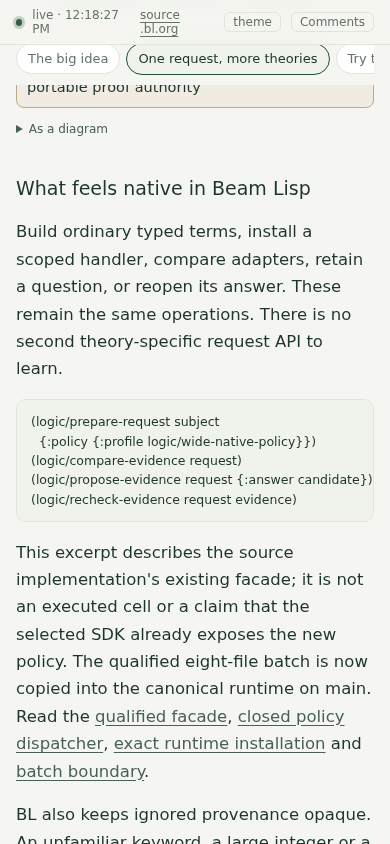 live · 12:18:27 PM
source .bl.org
theme
Comments
The big idea
One request, more theories
Try t
portable proof authority
▶ As a diagram
What feels native in Beam Lisp
Build ordinary typed terms, install a
scoped handler, compare adapters, retain
a question, or reopen its answer. These
remain the same operations. There is no
second theory-specific request API to
learn.
(logic/prepare-request subject
{:policy {:profile logic/wide-native-policy}})
(logic/compare-evidence request)
(logic/propose-evidence request {:answer candidate})
(logic/recheck-evidence request evidence)
This excerpt describes the source
implementation's existing facade; it is not
an executed cell or a claim that the
selected SDK already exposes the new
policy. The qualified eight-file batch is now
copied into the canonical runtime on main.
Read the qualified facade, closed policy
dispatcher, exact runtime installation and
batch boundary.
BL also keeps ignored provenance opaque.
An unfamiliar keyword, a large integer or a